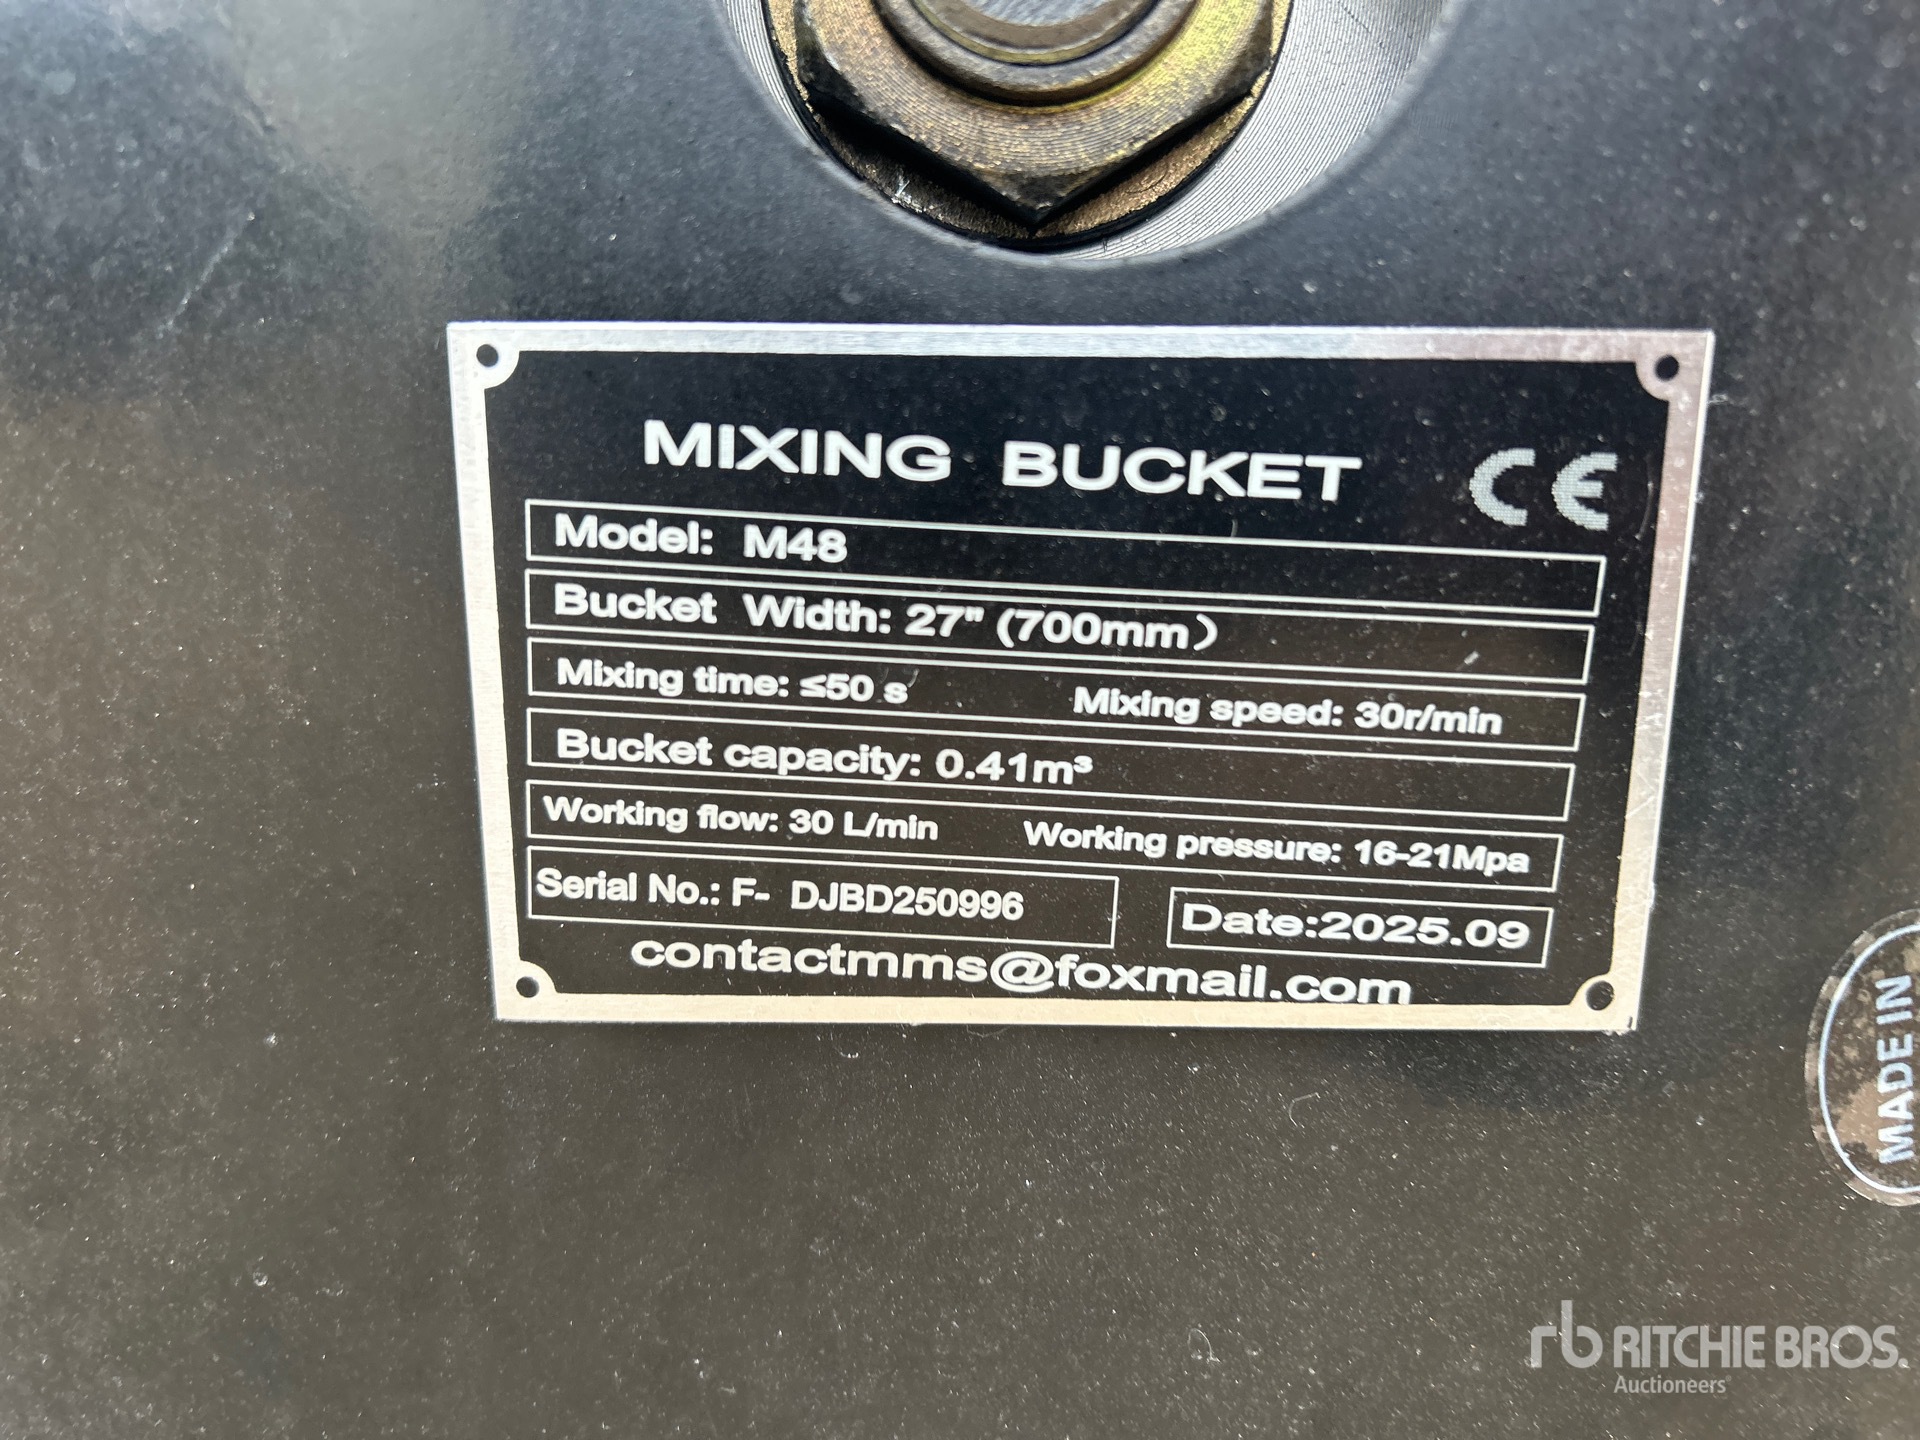 MIXING BUCKET CE
Model: M48
Bucket Width: 27" (700mm)
Mixing time: ≤50 s Mixing speed: 30r/min
Bucket capacity: 0.41m³
Working flow: 30 L/min Working pressure: 16-21Mpa
Serial No.: F- DJBD250996 Date:2025.09
contactmms@foxmail.com
MADE IN
rb RITCHIE BROS.
Auctioneers